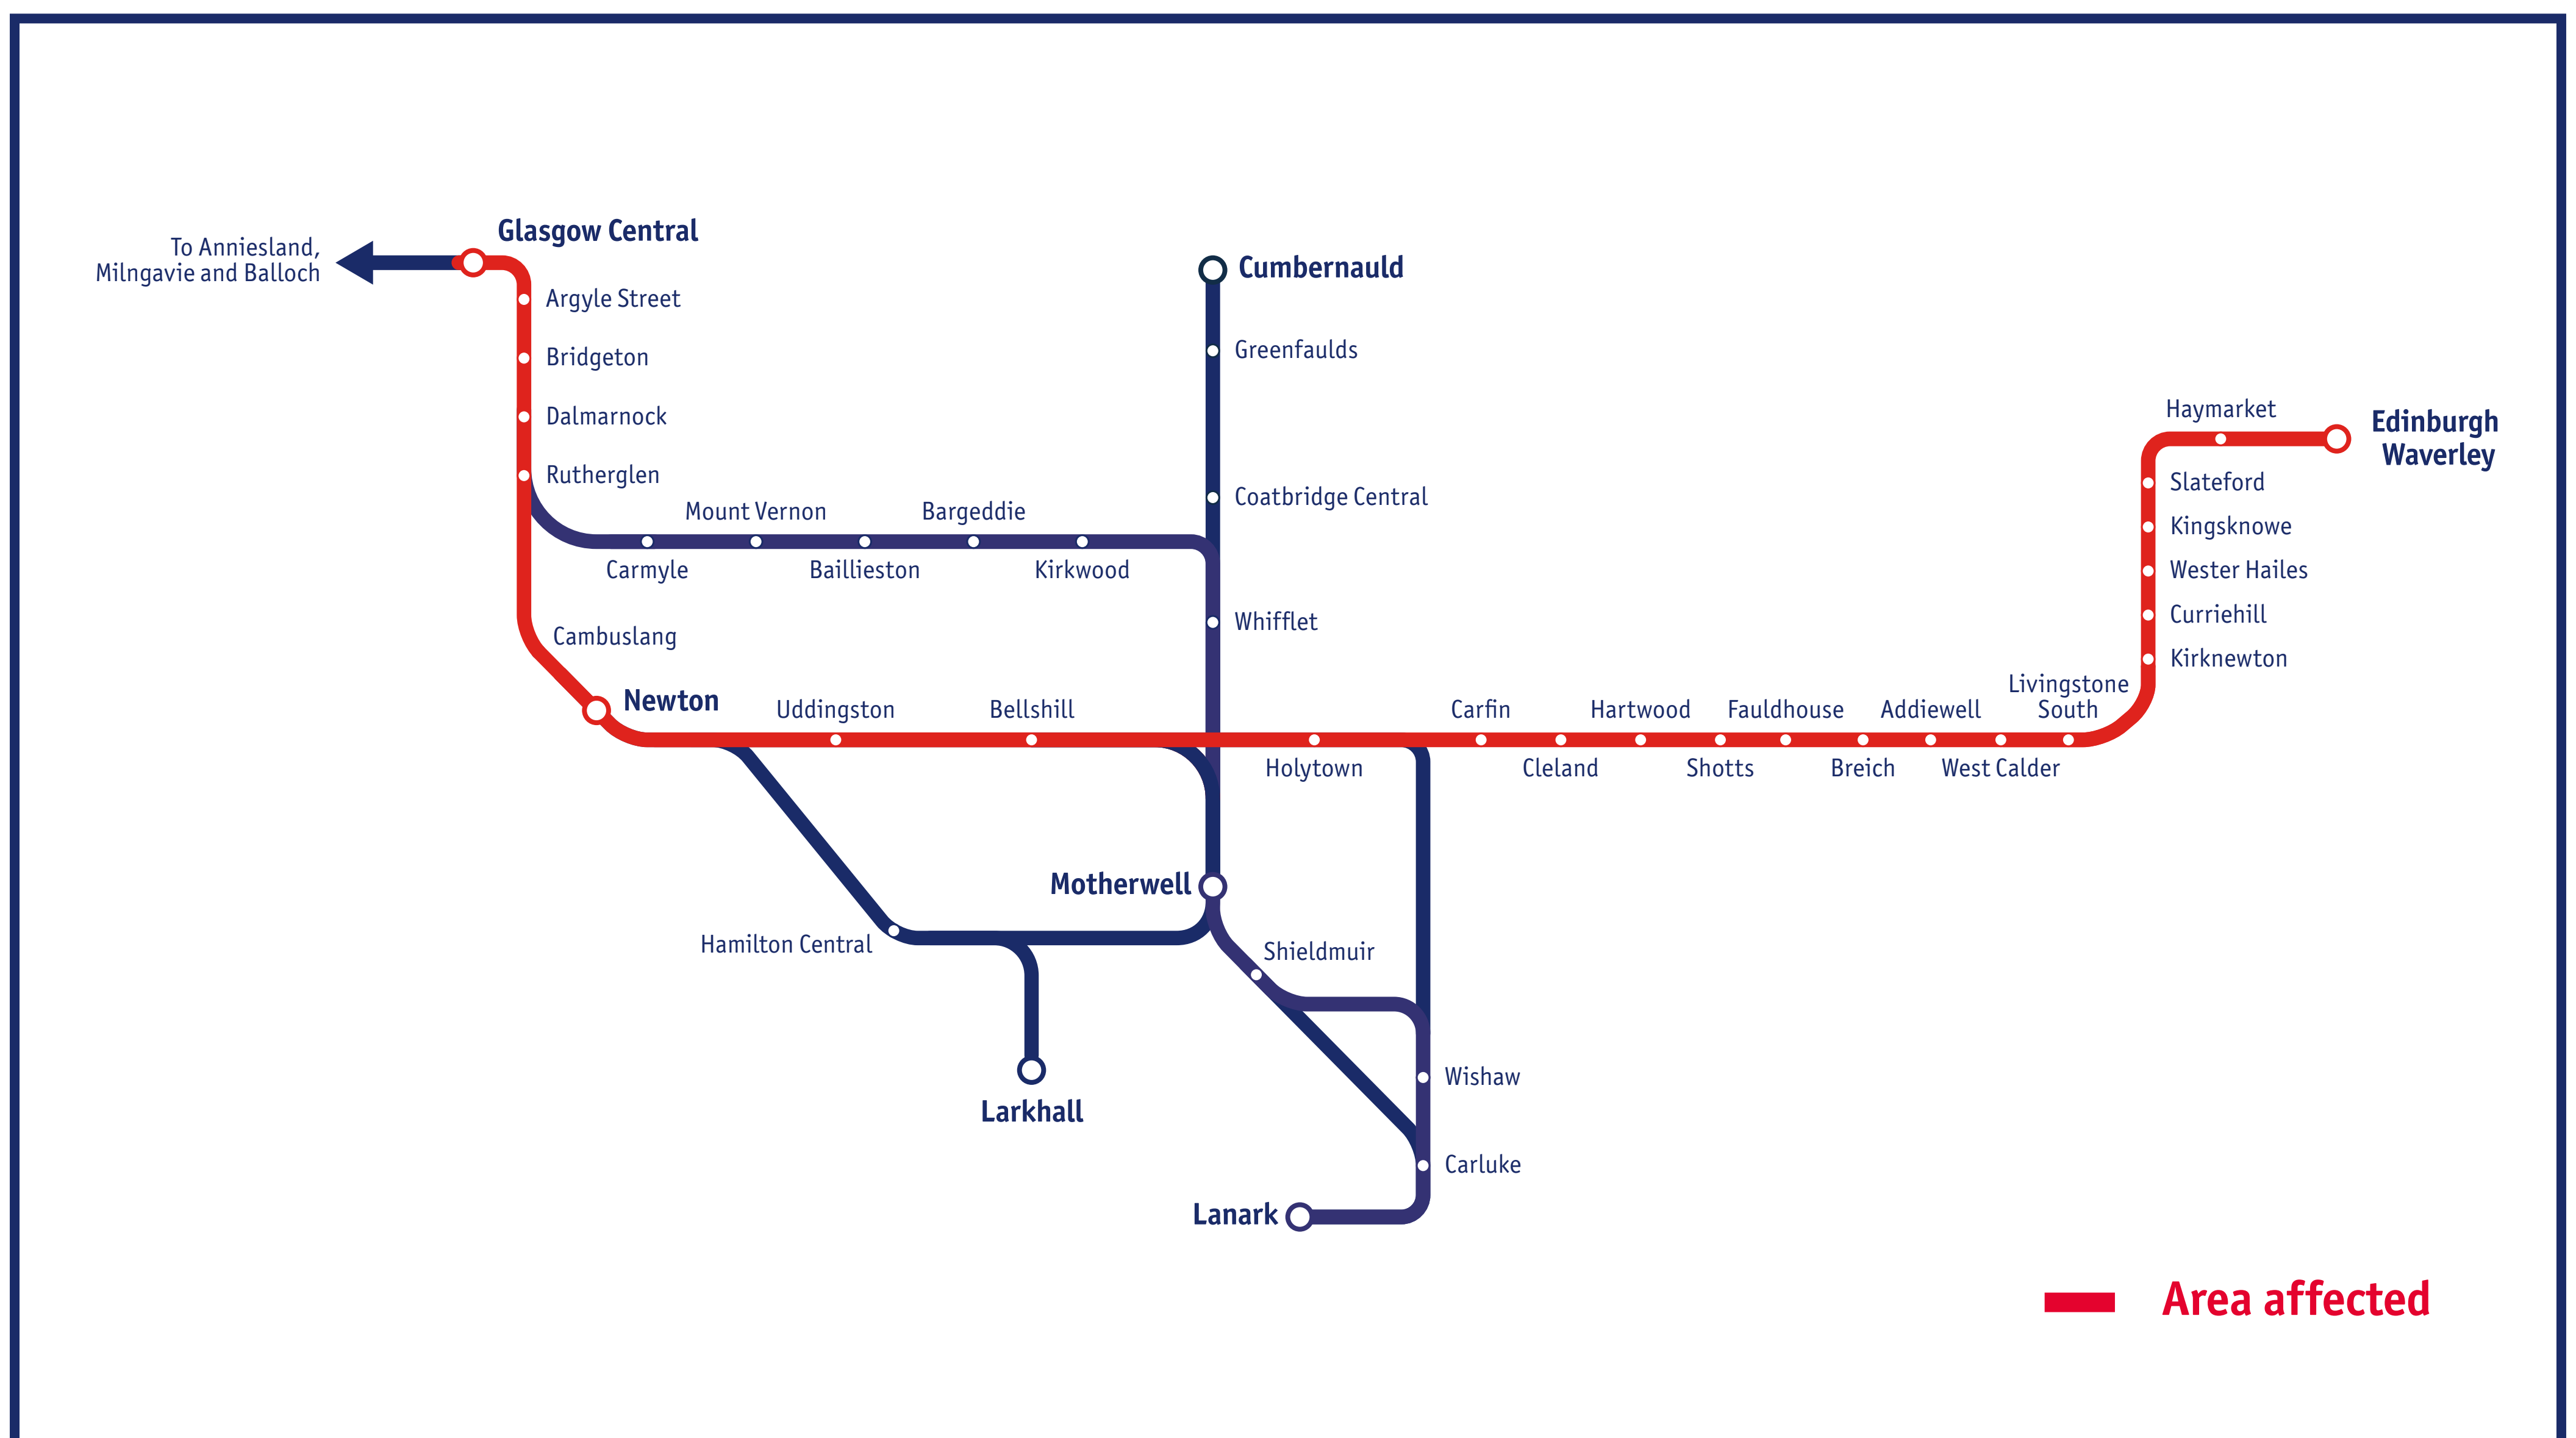 Glasgow Central
To Anniesland,
Milngavie and Balloch
Argyle Street
Bridgeton
Dalmarnock
Rutherglen
Cumbernauld
Greenfaulds
Coatbridge Central
Mount Vernon
Bargeddie
Carmyle
Baillieston
Kirkwood
Whifflet
Haymarket
Edinburgh
Waverley
Slateford
Kingsknowe
Wester Hailes
Curriehill
Kirknewton
Cambuslang
Newton
Uddingston
Bellshill
Carfin
Hartwood
Fauldhouse
Addiewell
Livingstone
South
Holytown
Cleland
Shotts
Breich
West Calder
Motherwell
Hamilton Central
Shieldmuir
Larkhall
Wishaw
Carluke
Lanark
Area affected